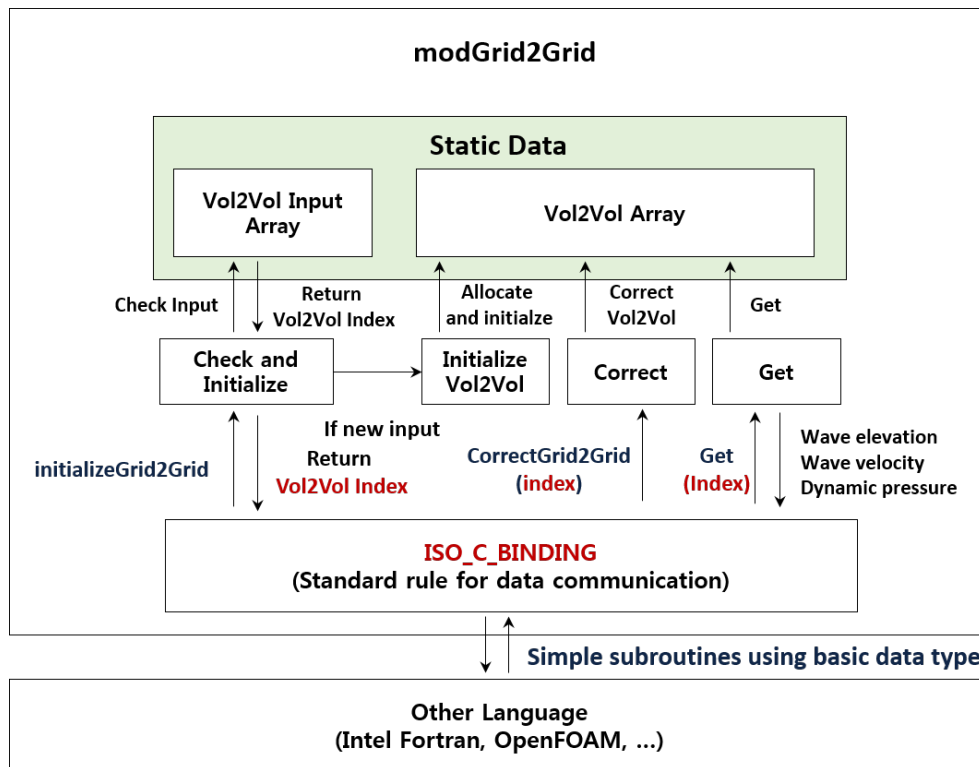 modGrid2Grid
Static Data
Vol2Vol Input
Array
Vol2Vol Array
Check Input
Return
Vol2Vol Index
Allocate
and initialze
Correct
Vol2Vol
Get
Check and
Initialize
Initialize
Vol2Vol
Correct
Get
initializeGrid2Grid
If new input
Return
Vol2Vol Index
CorrectGrid2Grid
(index)
Get
(Index)
Wave elevation
Wave velocity
Dynamic pressure
ISO_C_BINDING
(Standard rule for data communication)
Simple subroutines using basic data type
Other Language
(Intel Fortran, OpenFOAM, ...)